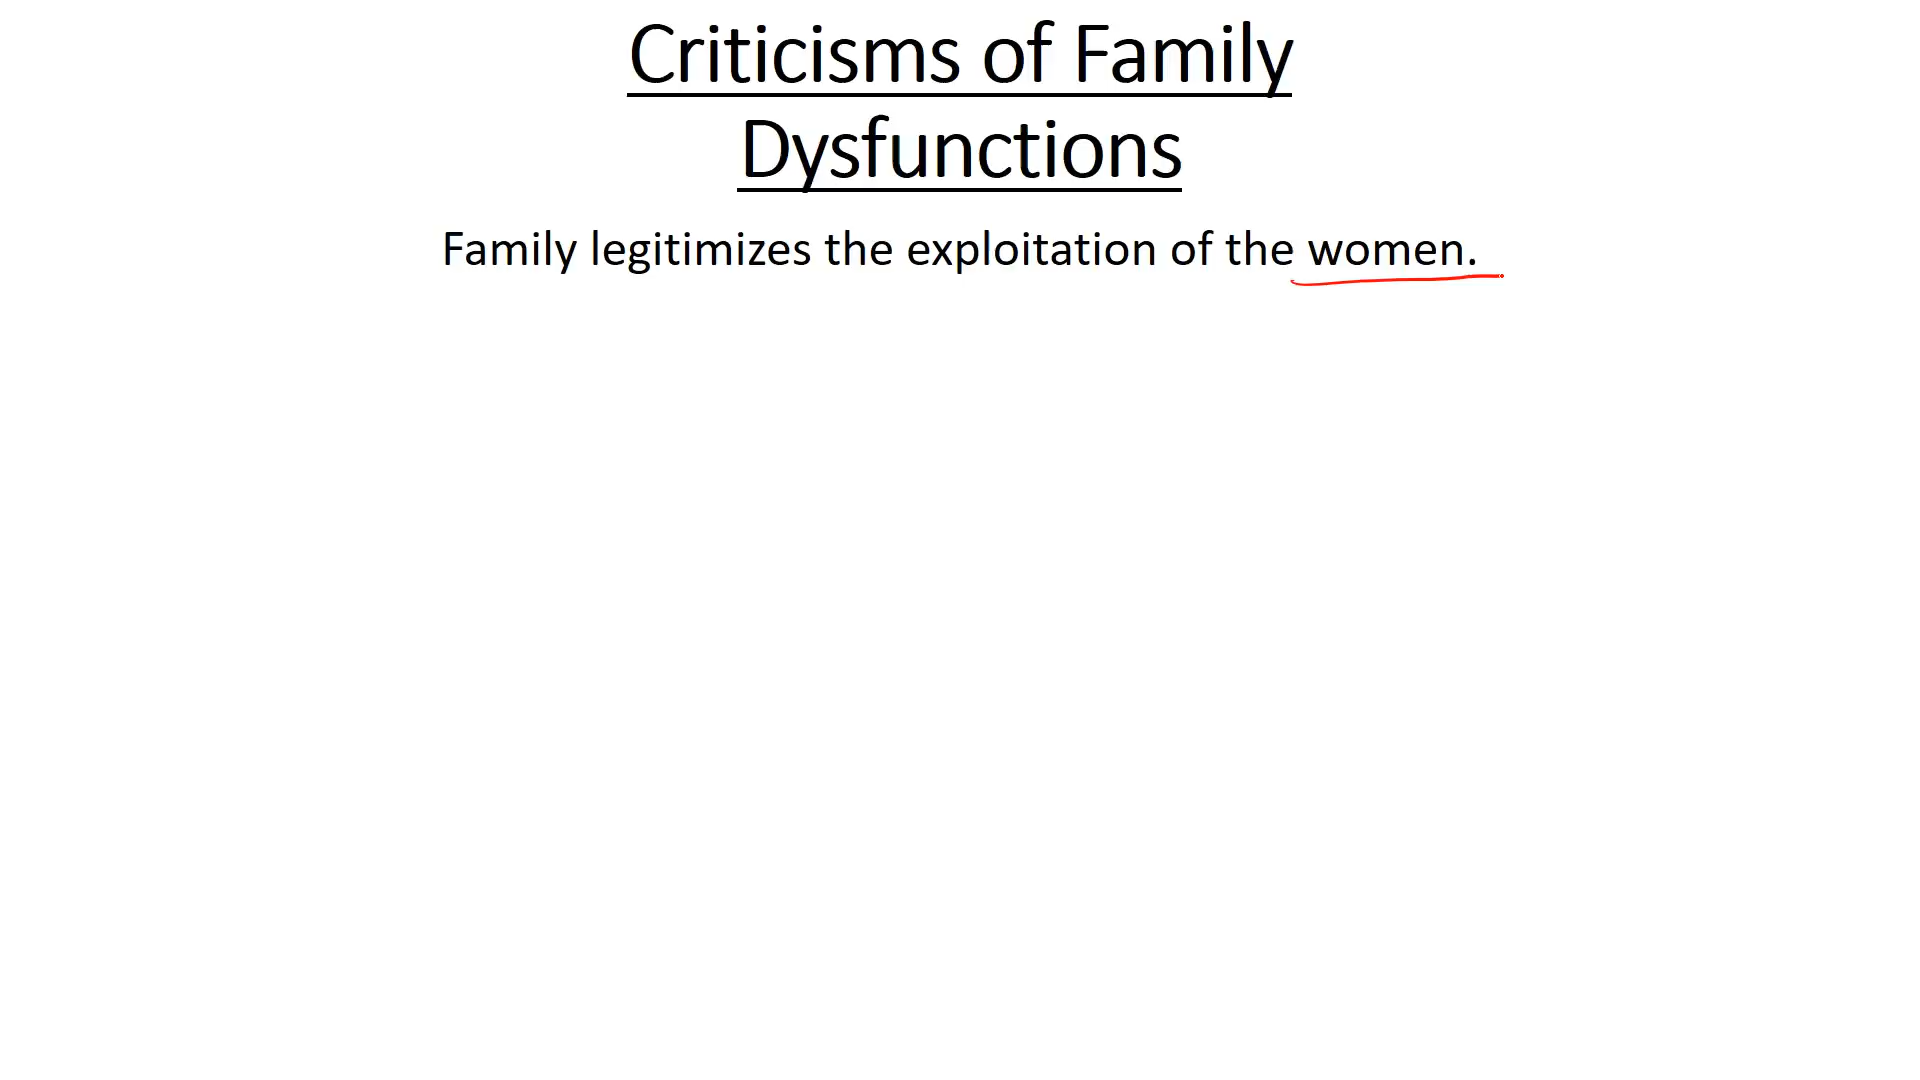 Criticisms of Family
Dysfunctions
Family legitimizes the exploitation of the women.